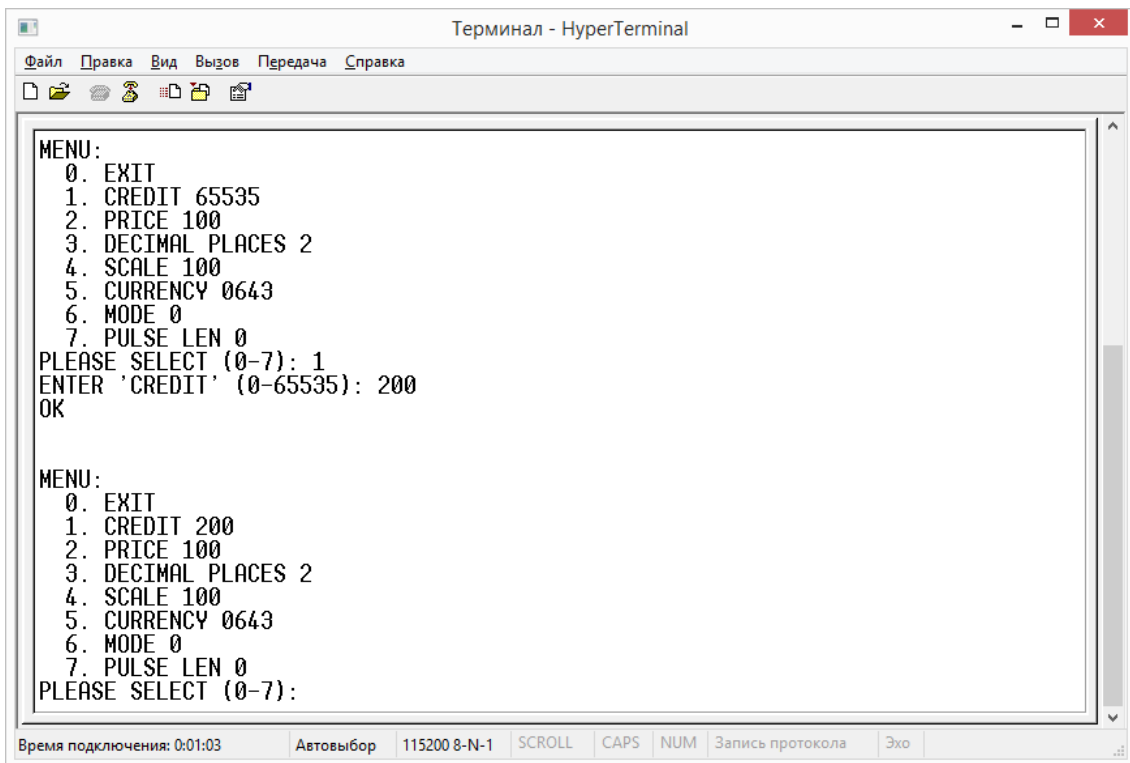 Терминал - HyperTerminal
Файл Правка Вид Вызов Передача Справка
MENU:
0. EXIT
1. CREDIT 65535
2. PRICE 100
3. DECIMAL PLACES 2
4. SCALE 100
5. CURRENCY 0643
6. MODE 0
7. PULSE LEN 0
PLEASE SELECT (0-7): 1
ENTER 'CREDIT' (0-65535): 200
OK
MENU:
0. EXIT
1. CREDIT 200
2. PRICE 100
3. DECIMAL PLACES 2
4. SCALE 100
5. CURRENCY 0643
6. MODE 0
7. PULSE LEN 0
PLEASE SELECT (0-7):
Время подключения: 0:01:03 Автовыбор 115200 8-N-1 SCROLL CAPS NUM Запись протокола Эхо